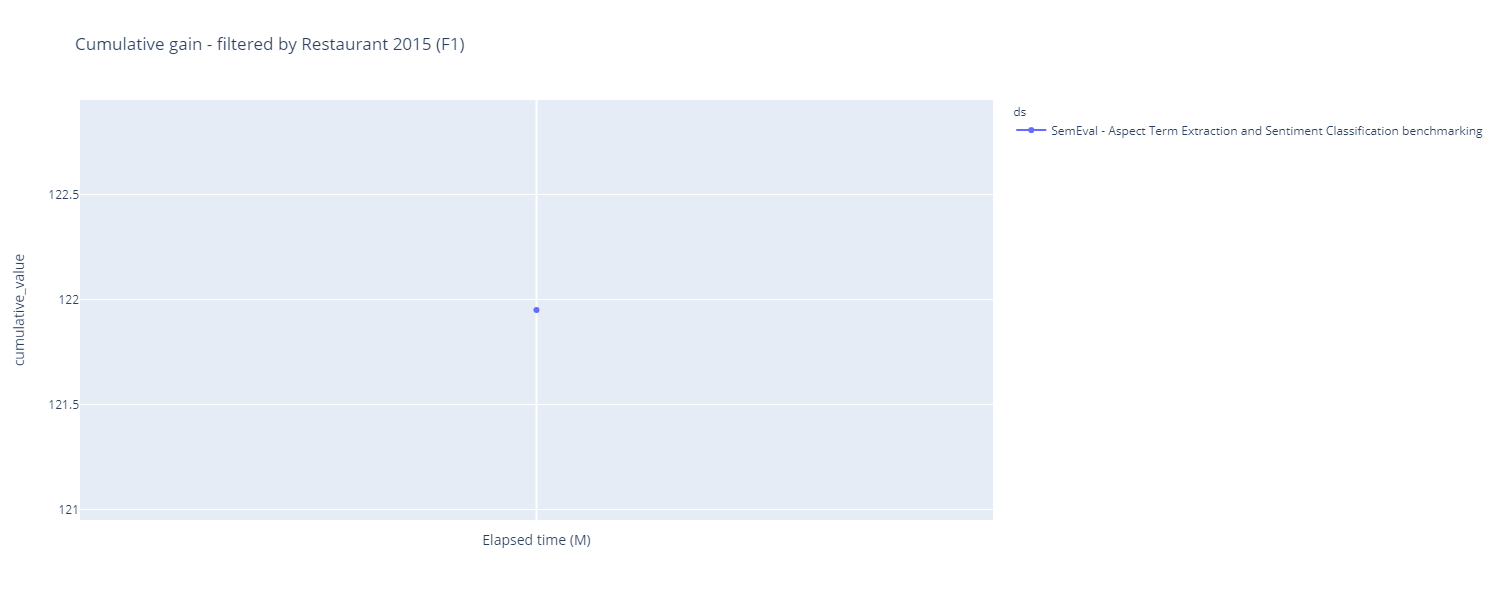 Cumulative gain - filtered by Restaurant 2015 (F1)
ds
SemEval - Aspect Term Extraction and Sentiment Classification benchmarking
122.5
122
121.5
121
cumulative_value
Elapsed time (M)